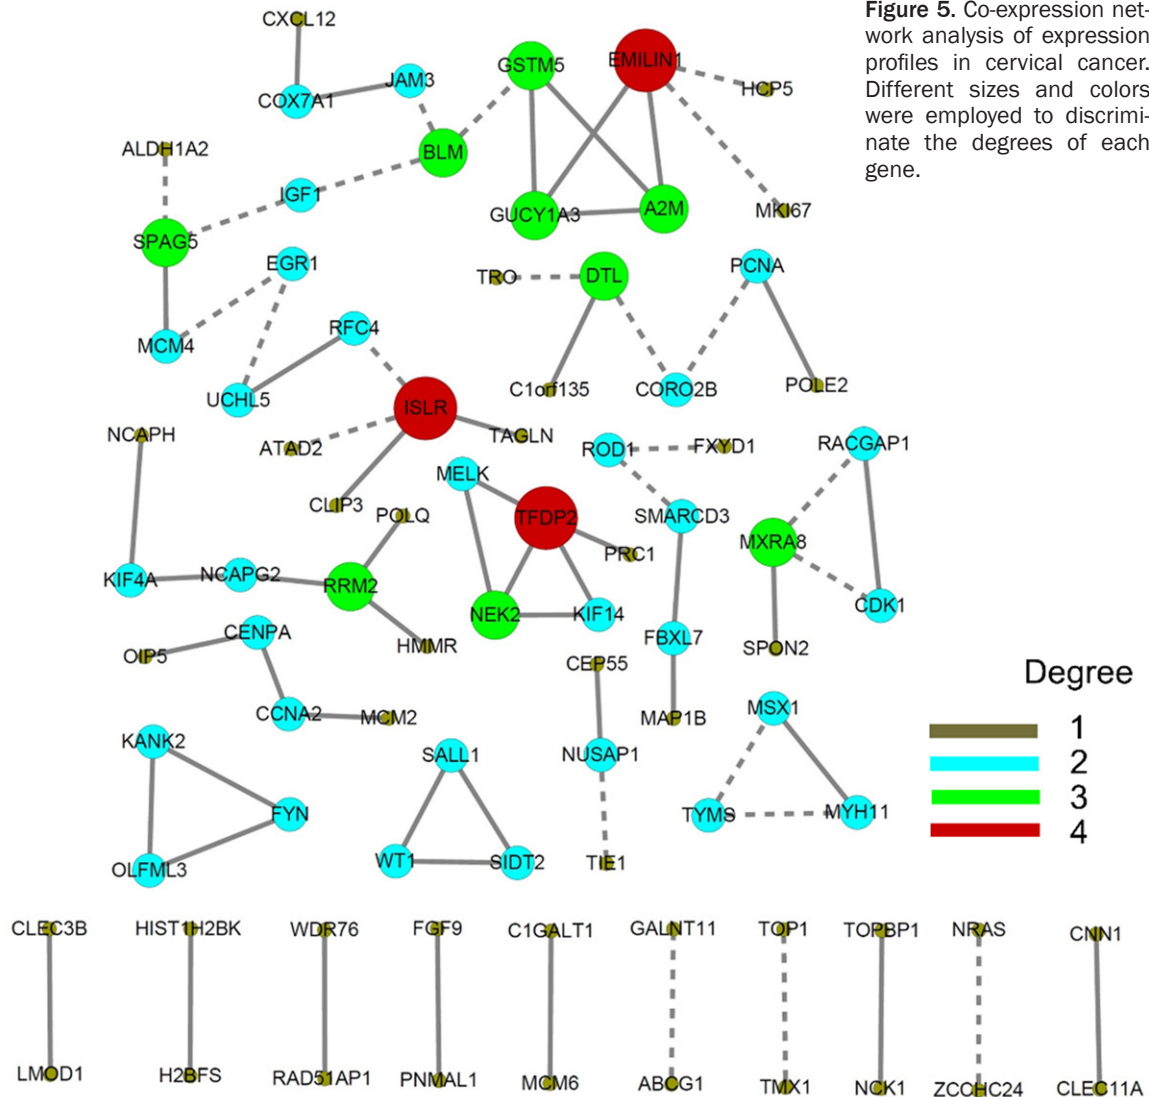 Figure 5. Co-expression net-
work analysis of expression
profiles in cervical cancer.
Different sizes and colors
were employed to discrimi-
nate the degrees of each
gene.
CXCL12
COX7A1
JAM3
GSTM5
EMILIN1
HCP5
ALDH1A2
BLM
IGF1
GUCY1A3
A2M
MKI67
SPAG5
EGR1
TRO
DTL
PCNA
MCM4
RFC4
UCHL5
C1orf135
CORO2B
POLE2
ISLR
NCAPH
ATAD2
TAGLN
ROD1
FXYD1
RACGAP1
MELK
CLIP3
POLQ
TFDP2
SMARCD3
PRC1
MXRA8
KIF4A
NCAPG2
RRM2
NEK2
KIF14
CDK1
CENPA
FBXL7
OIP5
HMMR
CEP55
SPON2
CCNA2
MCM2
MAP1B
MSX1
KANK2
SALL1
NUSAP1
FYN
TYMS
MYH11
OLFML3
WT1
SIDT2
TIE1
Degree
1
2
3
4
CLEC3B
HIST1H2BK
WDR76
FGF9
C1GALT1
GALNT11
TOP1
TOPBP1
NRAS
CNN1
LMOD1
H2BFS
RAD51AP1
PNMAL1
MCM6
ABCG1
TMX1
NCK1
ZCCHC24
CLEC11A